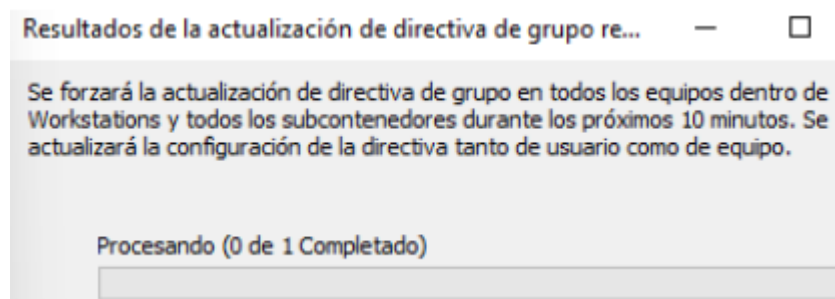 Resultados de la actualización de directiva de grupo re...
Se forzará la actualización de directiva de grupo en todos los equipos dentro de
Workstations y todos los subcontenedores durante los próximos 10 minutos. Se
actualizará la configuración de la directiva tanto de usuario como de equipo.
Procesando (0 de 1 Completado)